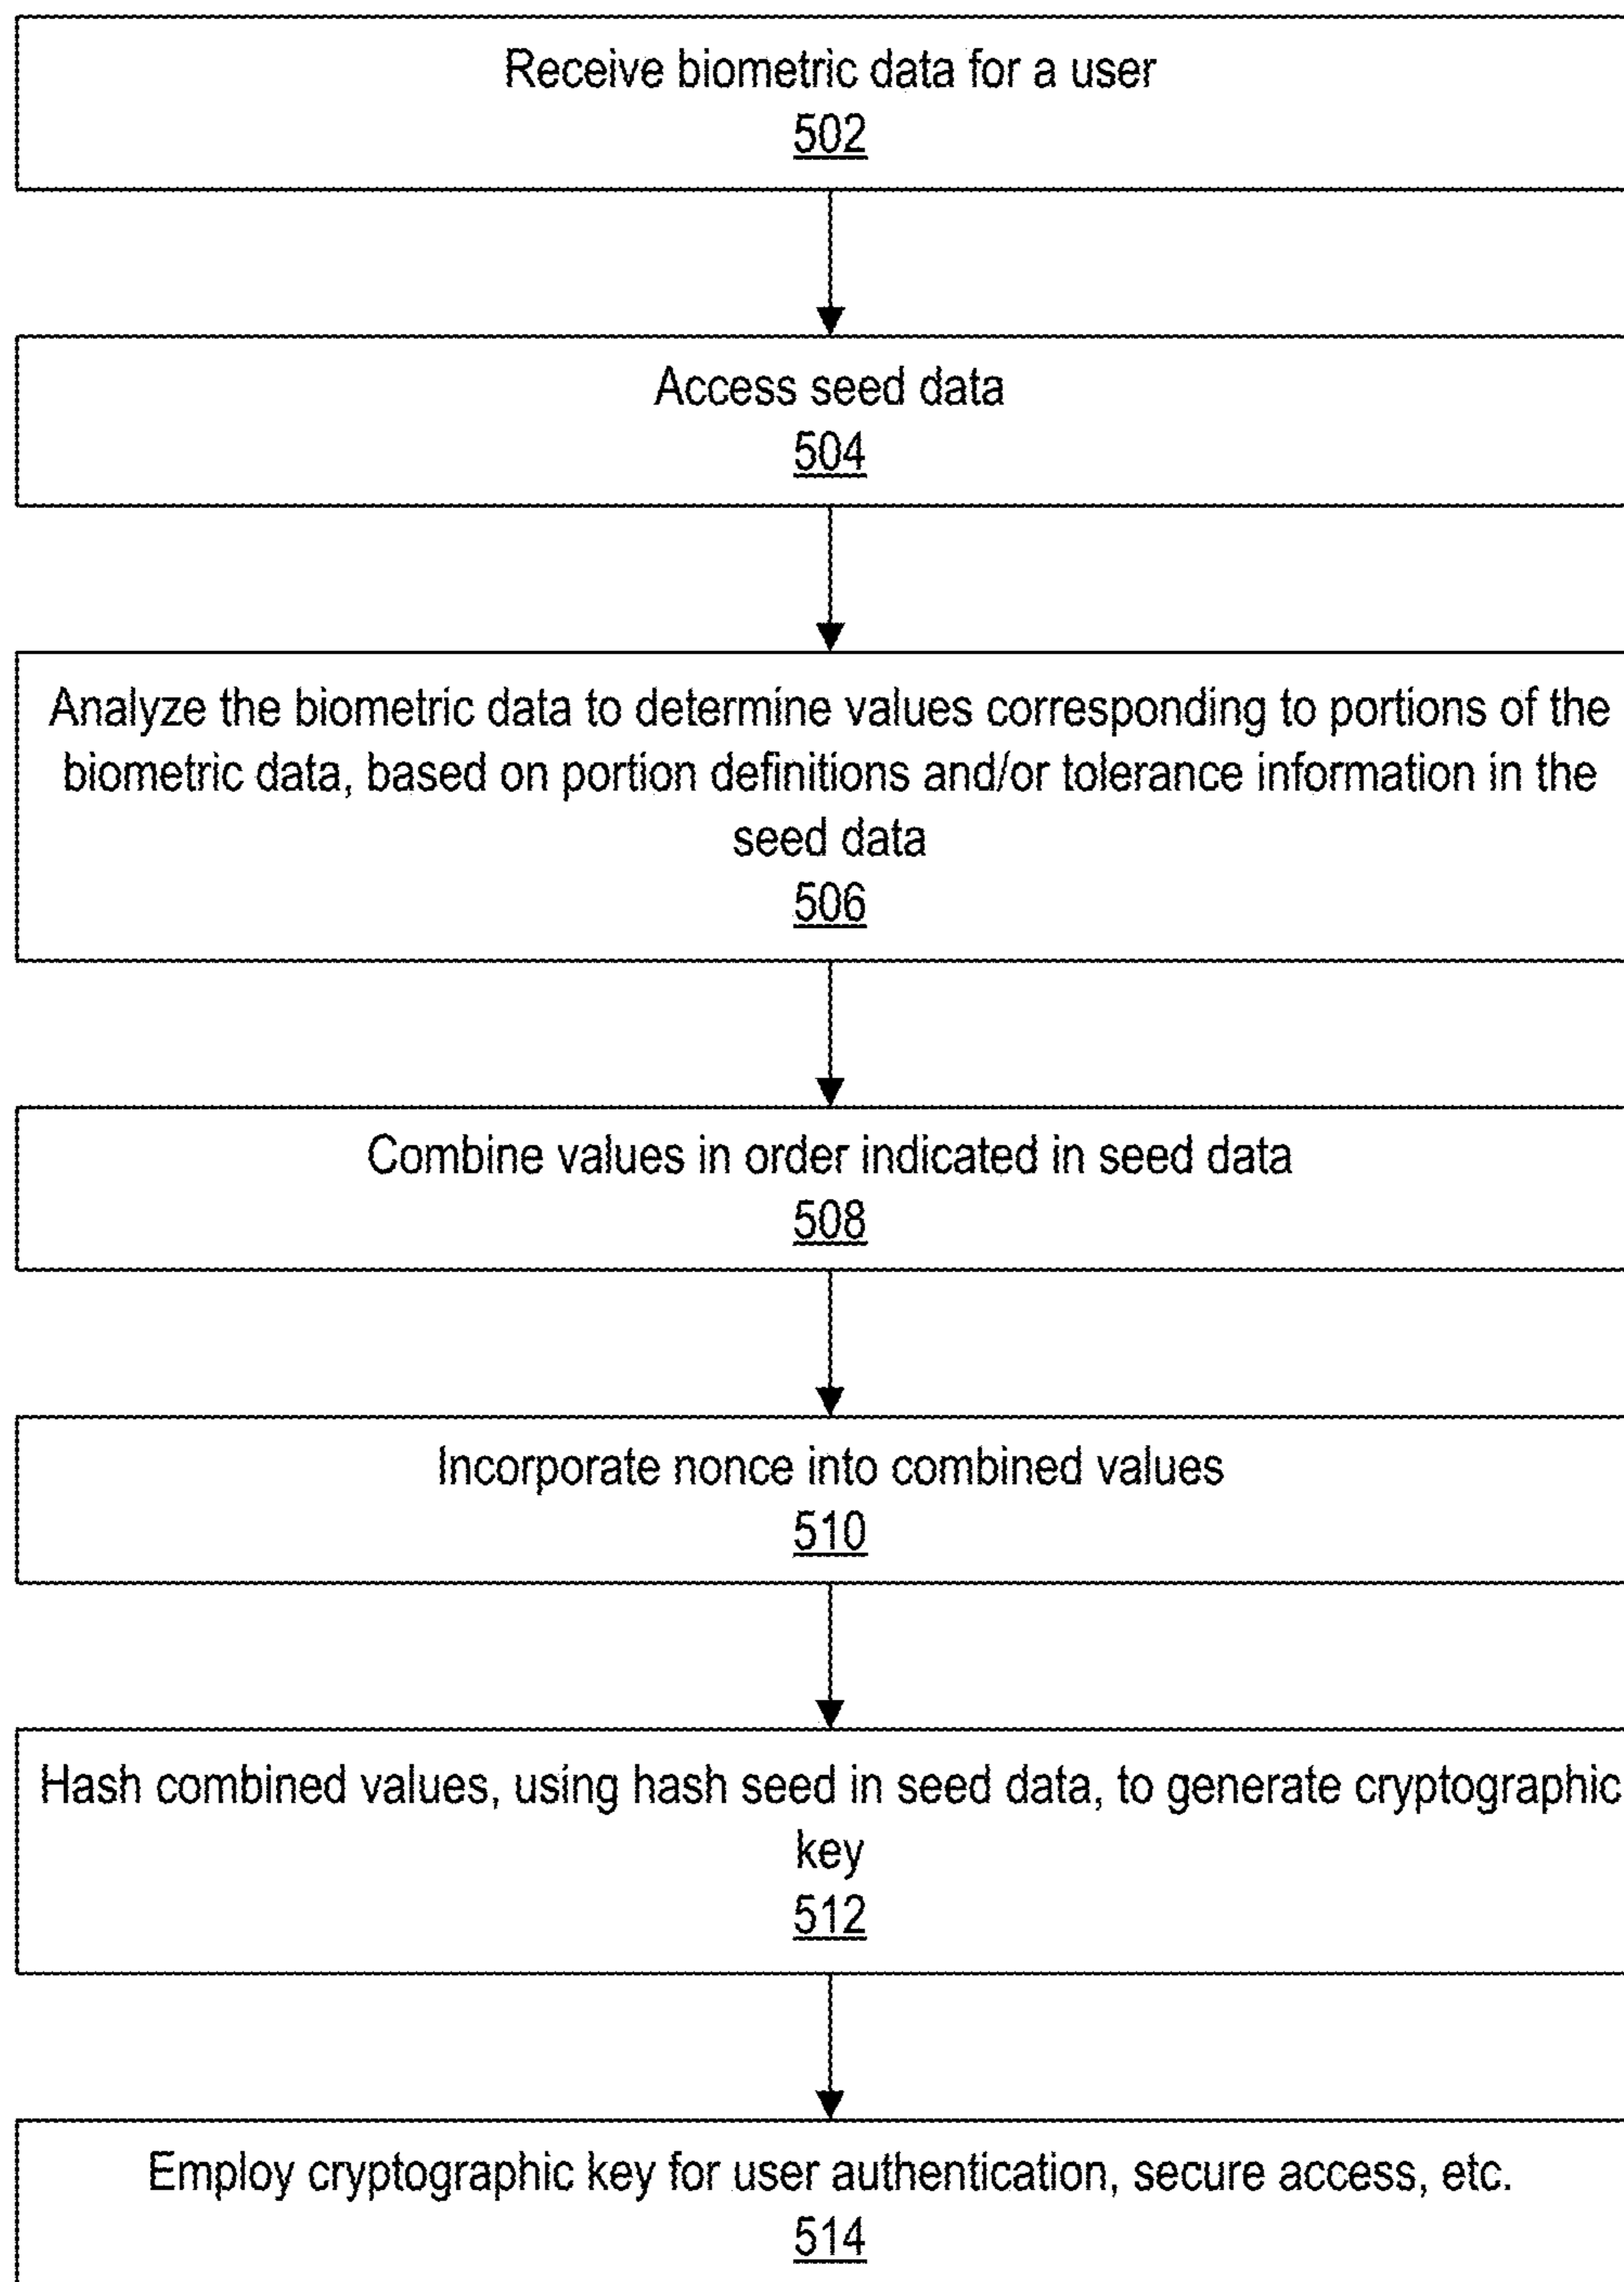 Receive biometric data for a user
502
Access seed data
504
Analyze the biometric data to determine values corresponding to portions of the
biometric data, based on portion definitions and/or tolerance information in the
seed data
506
Combine values in order indicated in seed data
508
Incorporate nonce into combined values
510
Hash combined values, using hash seed in seed data, to generate cryptographic
key
512
Employ cryptographic key for user authentication, secure access, etc.
514